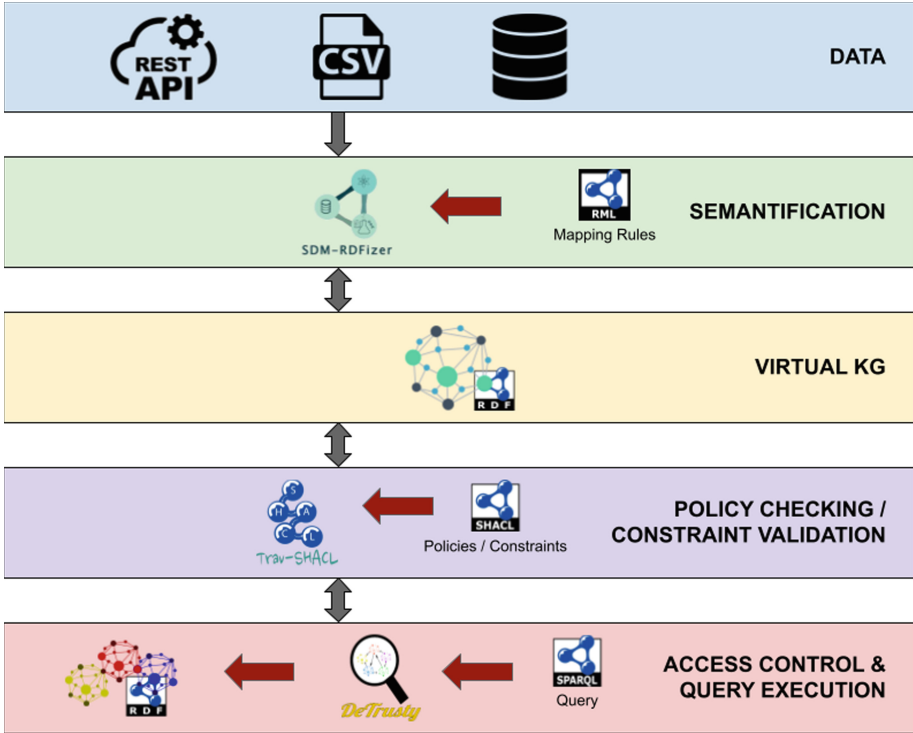 REST
API
CSV
DATA
SDM-RDFizer
RML
Mapping Rules
SEMANTIFICATION
RDF
VIRTUAL KG
S
H A
C L
Trav-SHACL
SHACL
Policies / Constraints
POLICY CHECKING /
CONSTRAINT VALIDATION
RDF
DeTrusty
SPARQL
Query
ACCESS CONTROL &
QUERY EXECUTION